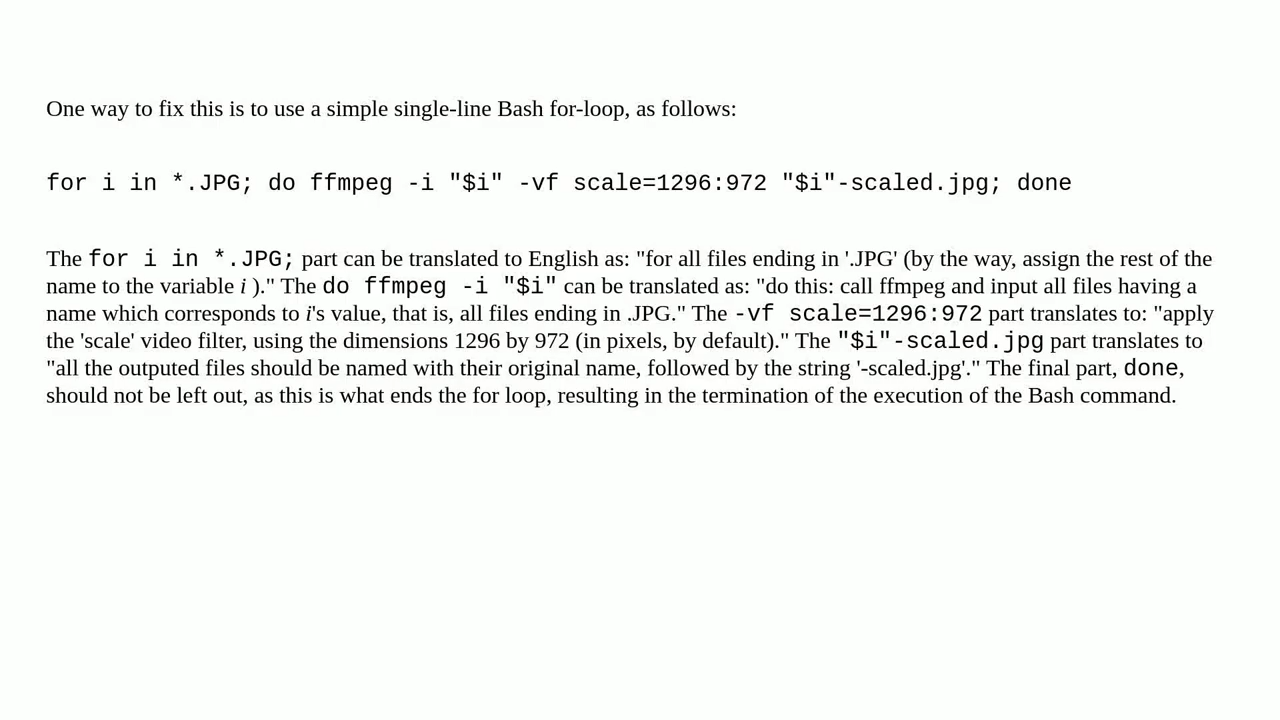 One way to fix this is to use a simple single-line Bash for-loop, as follows:
for i in *.JPG; do ffmpeg -i "$i" -vf scale=1296:972 "$i"-scaled.jpg; done
The for i in *.JPG; part can be translated to English as: "for all files ending in '.JPG' (by the way, assign the rest of the
name to the variable i )." The do ffmpeg -i "$i" can be translated as: "do this: call ffmpeg and input all files having a
name which corresponds to i's value, that is, all files ending in .JPG." The -vf scale=1296:972 part translates to: "apply
the 'scale' video filter, using the dimensions 1296 by 972 (in pixels, by default)." The "$i"-scaled.jpg part translates to
"all the outputed files should be named with their original name, followed by the string '-scaled.jpg'." The final part, done,
should not be left out, as this is what ends the for loop, resulting in the termination of the execution of the Bash command.